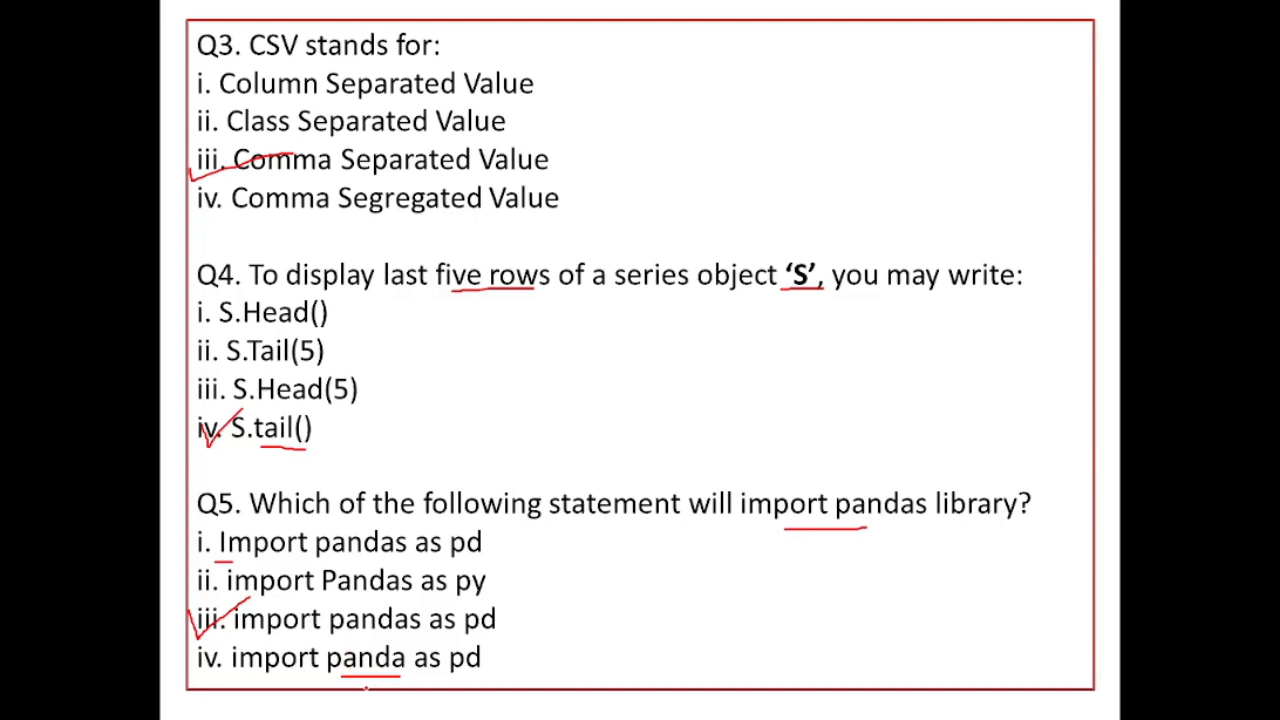 Q3. CSV stands for:
i. Column Separated Value
ii. Class Separated Value
iii. Comma Separated Value
iv. Comma Segregated Value
Q4. To display last five rows of a series object ‘S’, you may write:
i. S.Head()
ii. S.Tail(5)
iii. S.Head(5)
iv. S.tail()
Q5. Which of the following statement will import pandas library?
i. Import pandas as pd
ii. import Pandas as py
iii. import pandas as pd
iv. import panda as pd